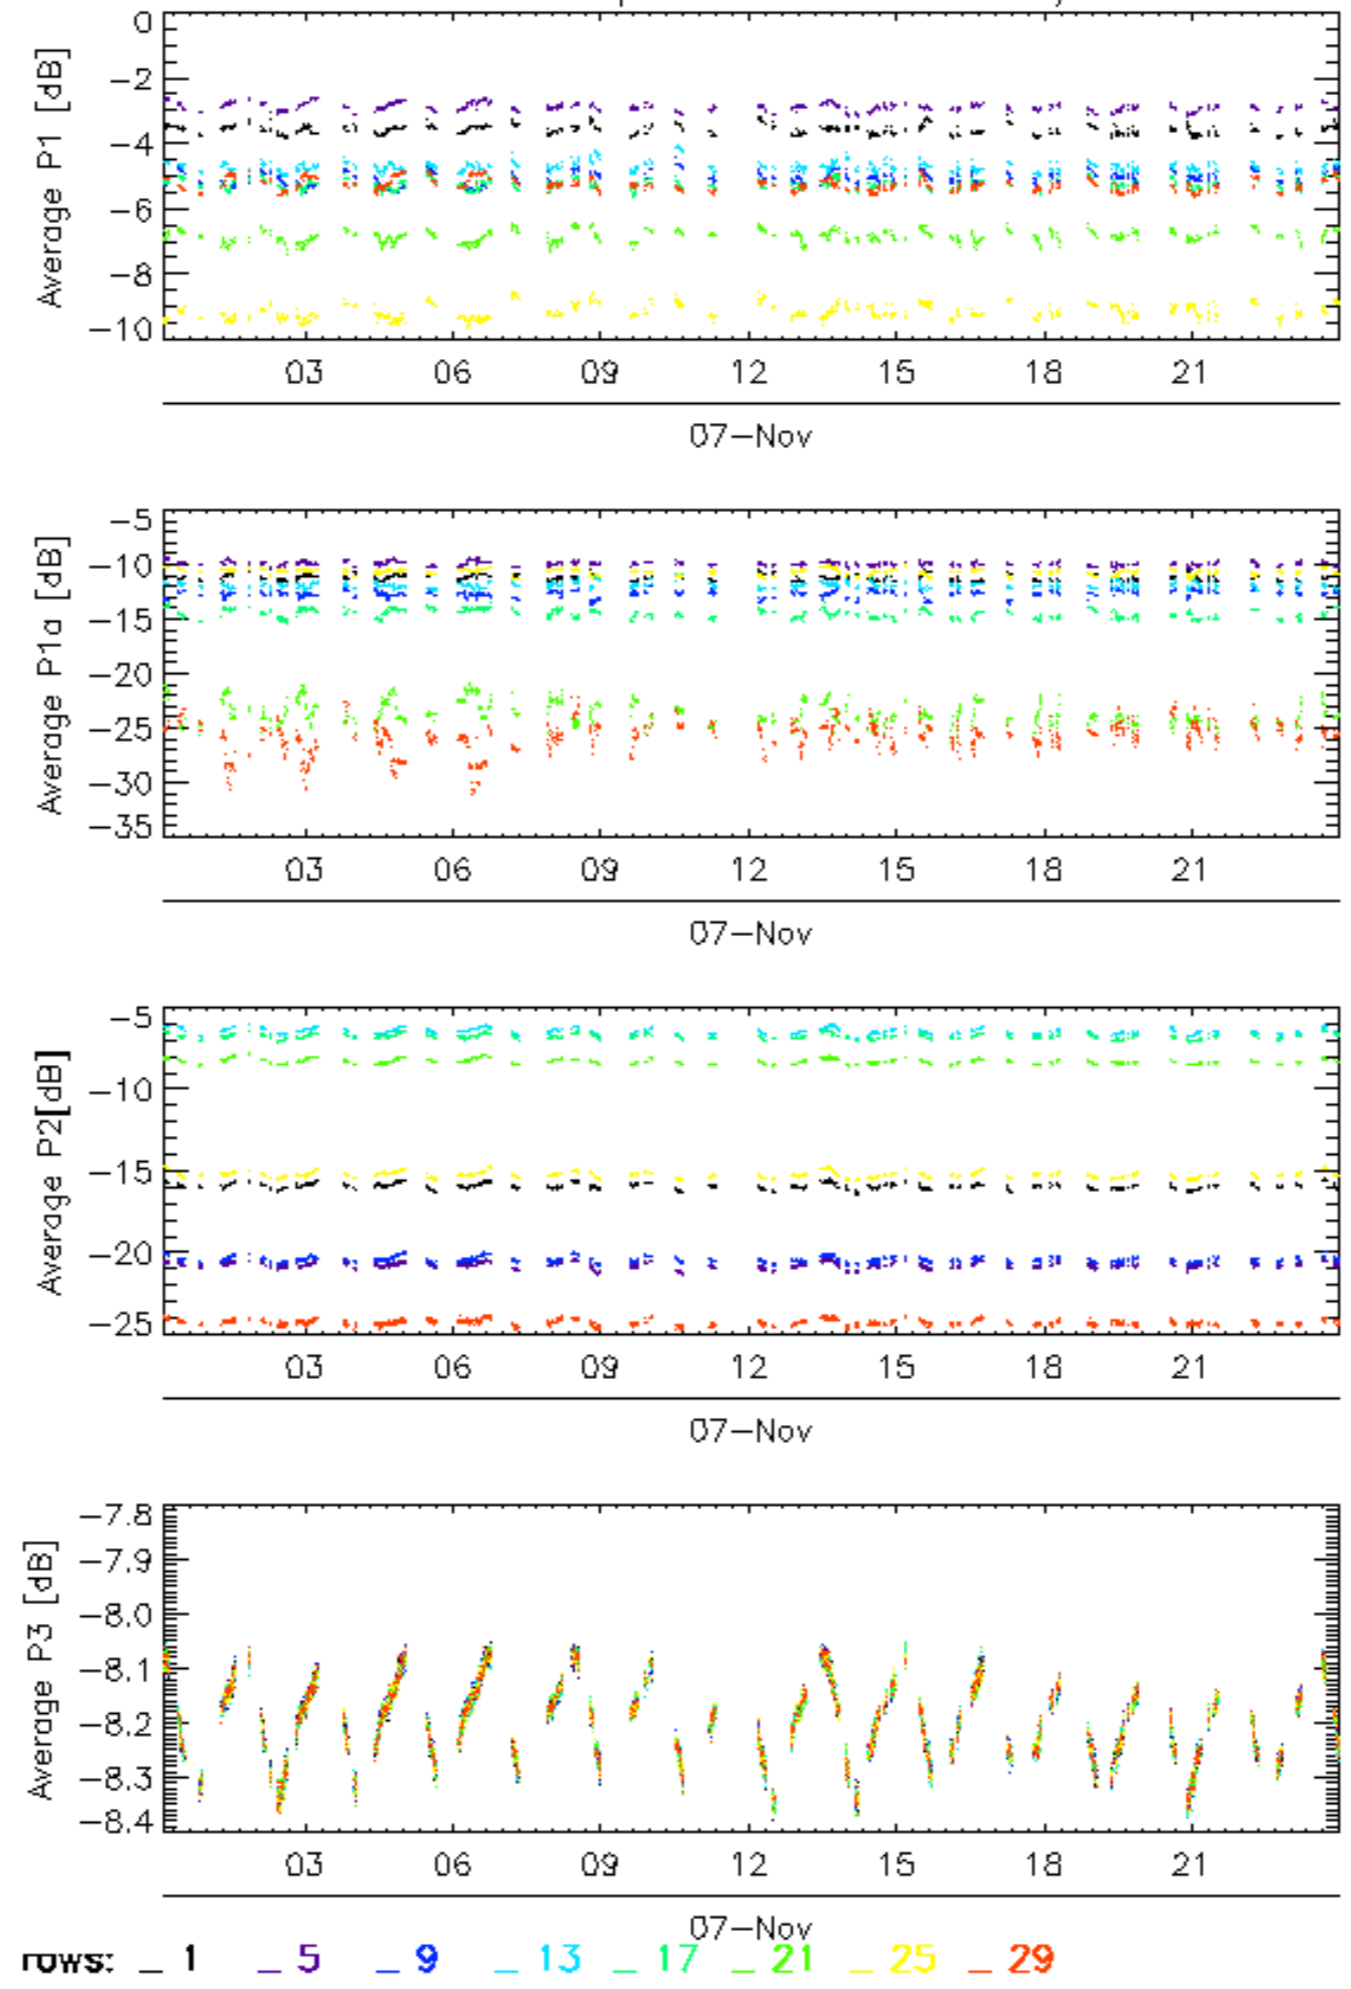 0
−2
−4
−6
−8
−10
Average P1 [dB]
03 06 09 12 15 18 21
07−Nov
−5
−10
−15
−20
−25
−30
−35
Average P1a [dB]
03 06 09 12 15 18 21
07−Nov
−5
−10
−15
−20
−25
Average P2[dB]
03 06 09 12 15 18 21
07−Nov
−7.8
−7.9
−8.0
−8.1
−8.2
−8.3
−8.4
Average P3 [dB]
03 06 09 12 15 18 21
07−Nov
rows: _ 1 _ 5 _ 9 _ 13 _ 17 _ 21 _ 25 _ 29